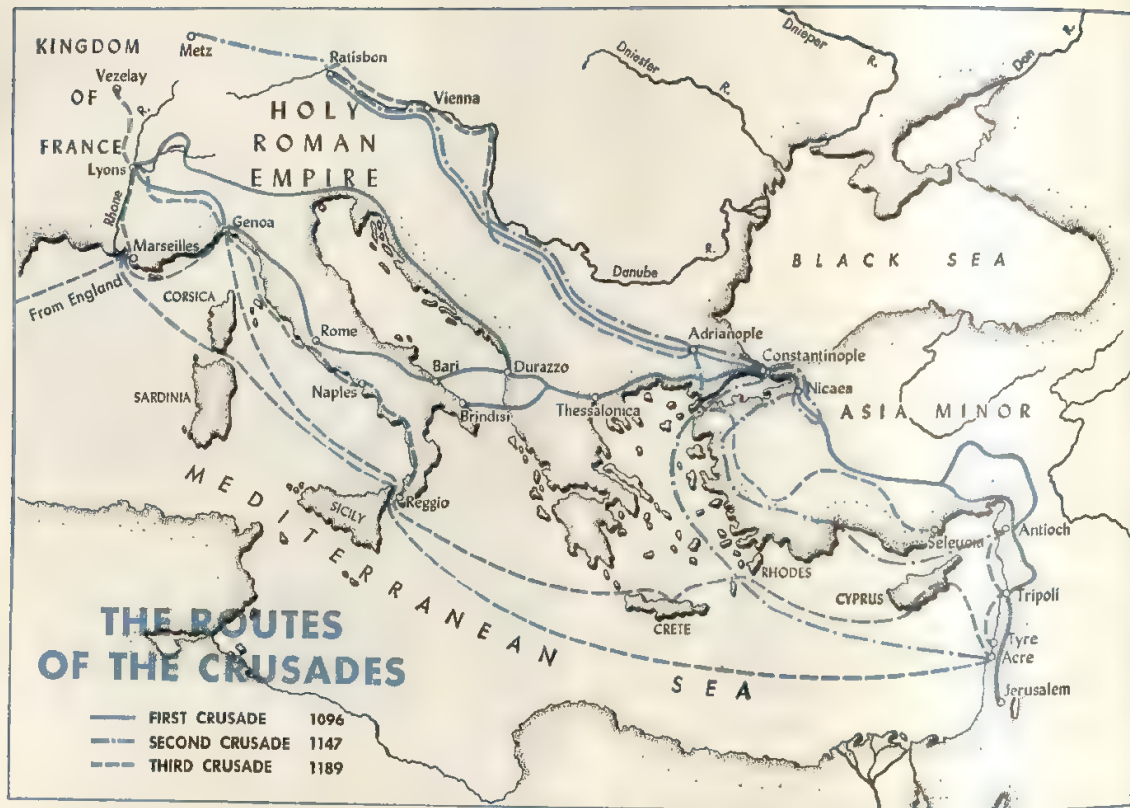 KINGDOM
OF
FRANCE
Metz
Vezelay
R.
Lyons
Rhone
Marseilles
From England
Genoa
CORSICA
SARDINIA
Ratisbon
Vienna
HOLY
ROMAN
EMPIRE
Rome
Naples
Bari
Brindisi
Durazzo
Thessalonica
Reggio
SICILY
Dniester
R.
Dnieper
R.
Don
R.
Danube
R.
BLACK SEA
Adrianople
Constantinople
Nicaea
ASIA MINOR
Seleucia
Antioch
RHODES
CYPRUS
CRETE
Tripoli
Tyre
Acre
Jerusalem
MEDITERRANEAN
SEA
THE ROUTES
OF THE CRUSADES
FIRST CRUSADE 1096
SECOND CRUSADE 1147
THIRD CRUSADE 1189